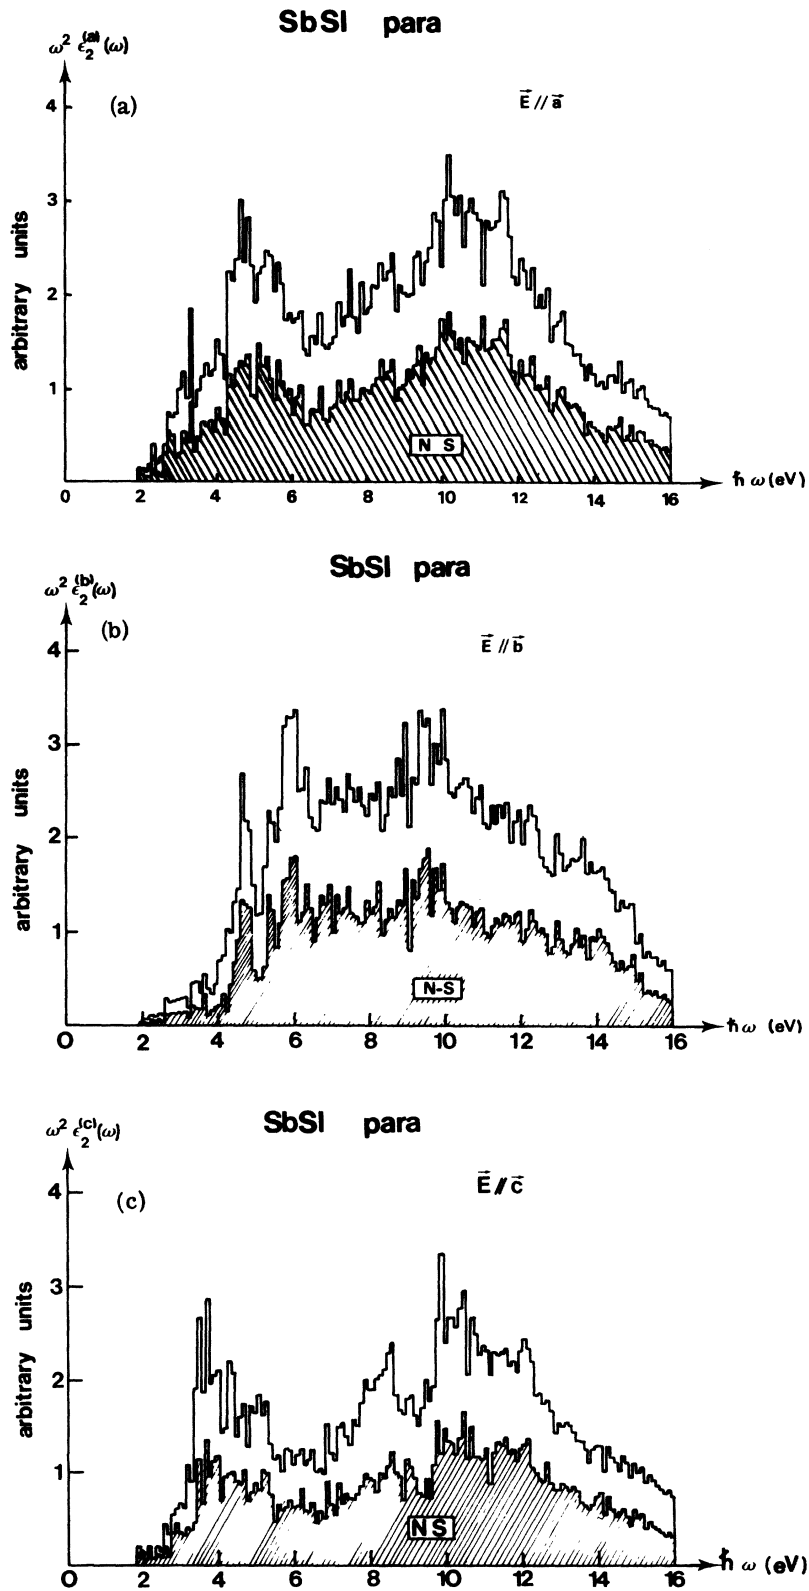 SbSI para
ω² ϵ₂⁽ᵃ⁾(ω)
(a)
E // a
4
3
2
1
arbitrary units
N S
0 2 4 6 8 10 12 14 16
ħ ω (eV)
SbSI para
ω² ϵ₂⁽ᵇ⁾(ω)
(b)
E // b
4
3
2
1
arbitrary units
N-S
0 2 4 6 8 10 12 14 16
ħ ω (eV)
SbSI para
ω² ϵ₂⁽ᶜ⁾(ω)
(c)
E // c
4
3
2
1
arbitrary units
NS
0 2 4 6 8 10 12 14 16
ħ ω (eV)